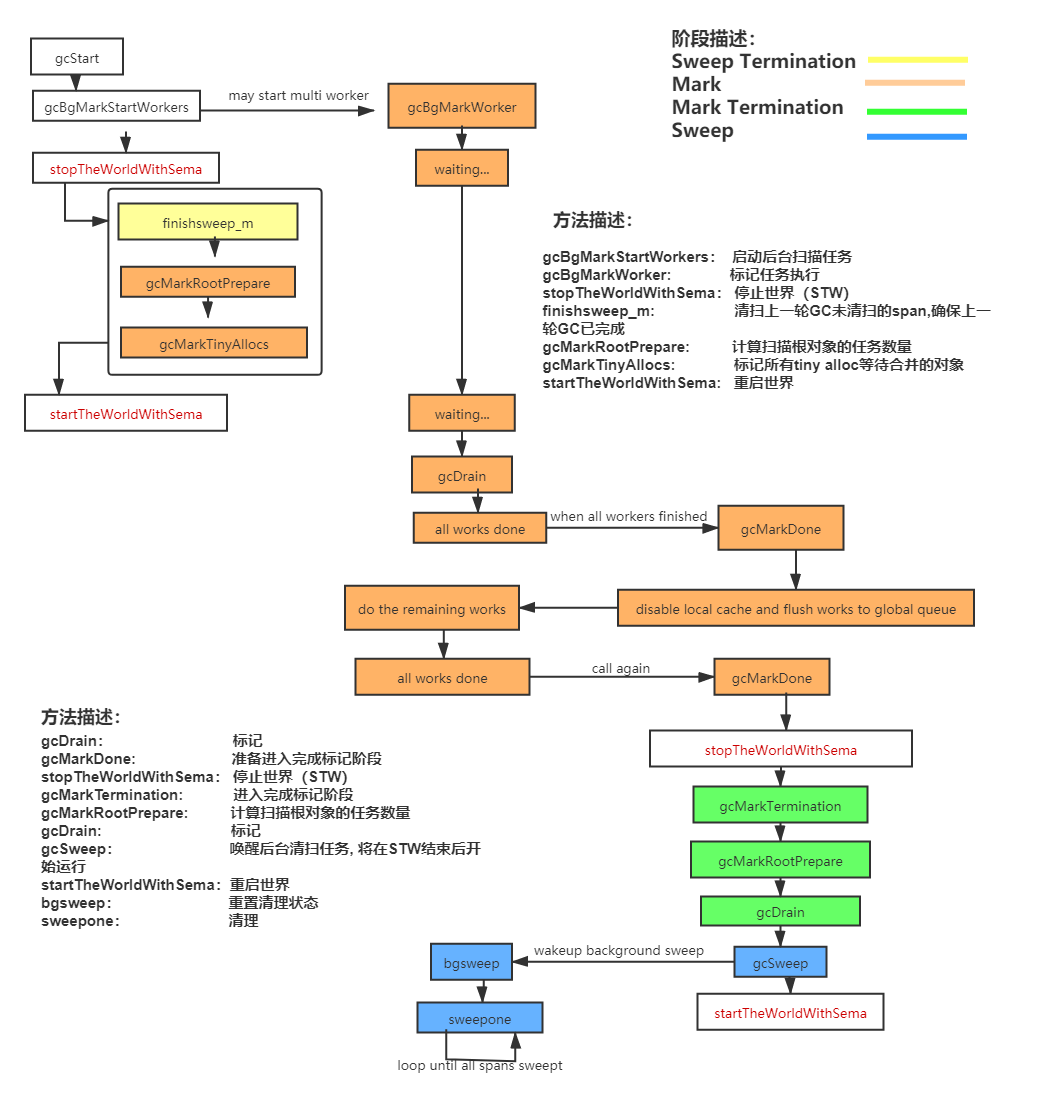 gcStart
gcBgMarkStartWorkers
may start multi worker
gcBgMarkWorker
waiting...
阶段描述：
Sweep Termination
Mark
Mark Termination
Sweep
stopTheWorldWithSema
finishsweep_m
gcMarkRootPrepare
gcMarkTinyAllocs
startTheWorldWithSema
方法描述：
gcBgMarkStartWorkers： 启动后台扫描任务
gcBgMarkWorker: 标记任务执行
stopTheWorldWithSema： 停止世界（STW）
finishsweep_m: 清扫上一轮GC未清扫的span,确保上一
轮GC已完成
gcMarkRootPrepare: 计算扫描根对象的任务数量
gcMarkTinyAllocs: 标记所有tiny alloc等待合并的对象
startTheWorldWithSema: 重启世界
waiting...
gcDrain
all works done
when all workers finished
gcMarkDone
disable local cache and flush works to global queue
do the remaining works
all works done
call again
gcMarkDone
方法描述：
gcDrain： 标记
gcMarkDone: 准备进入完成标记阶段
stopTheWorldWithSema： 停止世界（STW）
gcMarkTermination: 进入完成标记阶段
gcMarkRootPrepare: 计算扫描根对象的任务数量
gcDrain: 标记
gcSweep： 唤醒后台清扫任务, 将在STW结束后开
始运行
startTheWorldWithSema： 重启世界
bgsweep： 重置清理状态
sweepone： 清理
stopTheWorldWithSema
gcMarkTermination
gcMarkRootPrepare
gcDrain
gcSweep
wakeup background sweep
bgsweep
startTheWorldWithSema
sweepone
loop until all spans swept